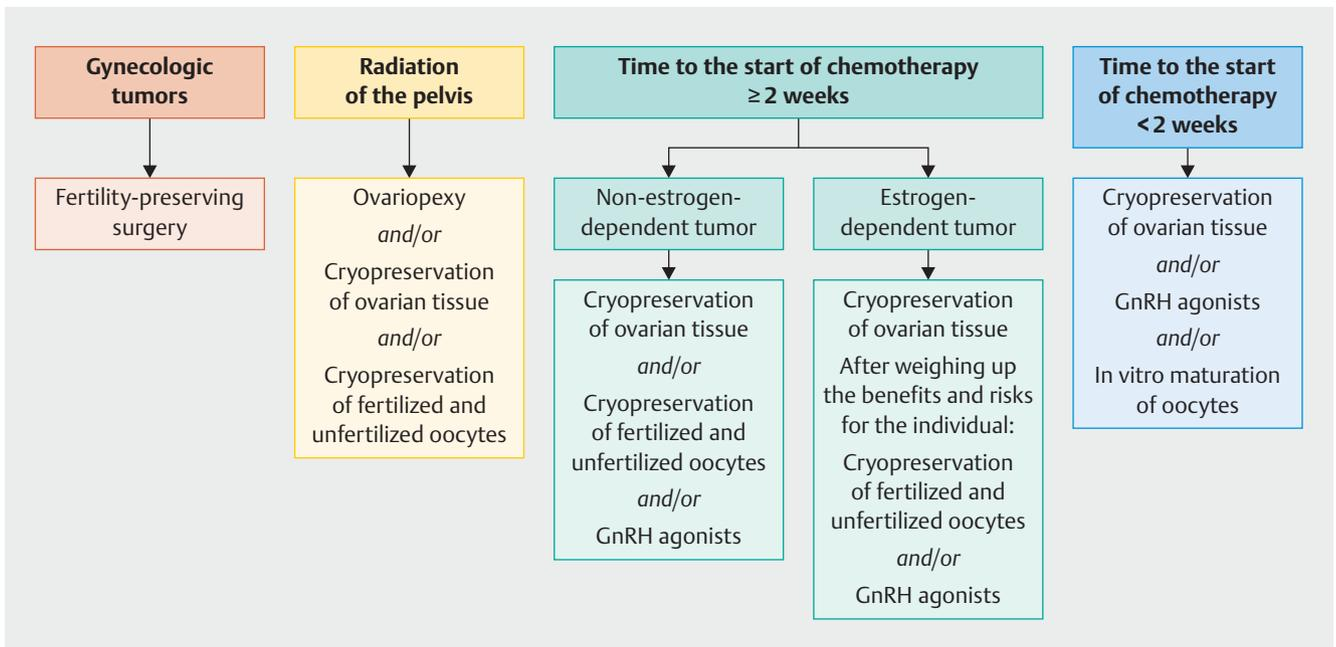 Gynecologic
tumors
Fertility-preserving
surgery
Radiation
of the pelvis
Ovariopexy
and/or
Cryopreservation
of ovarian tissue
and/or
Cryopreservation
of fertilized and
unfertilized oocytes
Time to the start of chemotherapy
≥ 2 weeks
Non-estrogen-
dependent tumor
Cryopreservation
of ovarian tissue
and/or
Cryopreservation
of fertilized and
unfertilized oocytes
and/or
GnRH agonists
Estrogen-
dependent tumor
Cryopreservation
of ovarian tissue
After weighing up
the benefits and risks
for the individual:
Cryopreservation
of fertilized and
unfertilized oocytes
and/or
GnRH agonists
Time to the start
of chemotherapy
< 2 weeks
Cryopreservation
of ovarian tissue
and/or
GnRH agonists
and/or
In vitro maturation
of oocytes